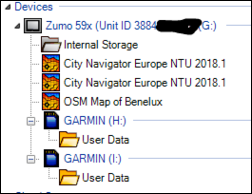 Devices
Zumo 59x (Unit ID 3884 (G:)
Internal Storage
City Navigator Europe NTU 2018.1
City Navigator Europe NTU 2018.1
OSM Map of Benelux
GARMIN (H:)
User Data
GARMIN (I:)
User Data